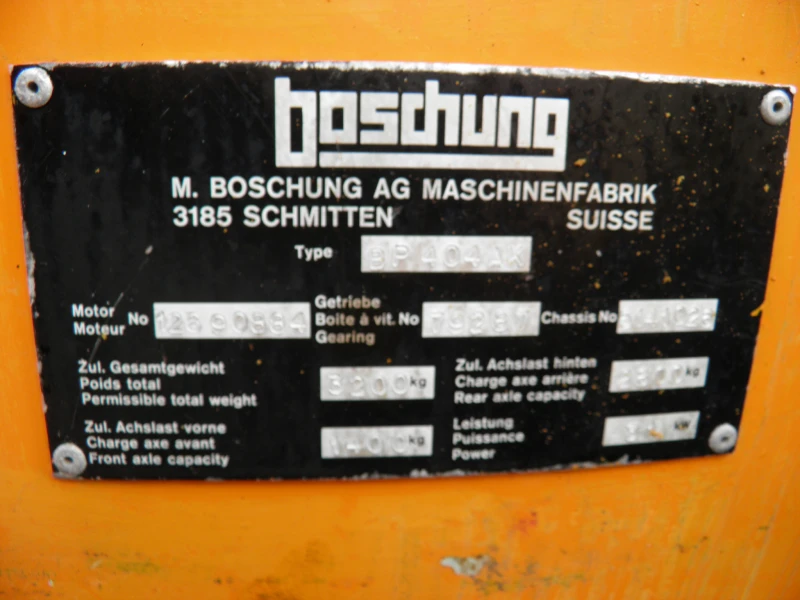 boschung
M. BOSCHUNG AG MASCHINENFABRIK
3185 SCHMITTEN SUISSE
Type BP404AK
Motor
Moteur No
Getriebe
Boite à vit. No
Gearing
Chassis No
Zul. Gesamtgewicht
Poids total
Permissible total weight
3200 kg
Zul. Achslast hinten
Charge axe arrière
Rear axle capacity
kg
Zul. Achslast vorne
Charge axe avant
Front axle capacity
1400 kg
Leistung
Puissance
Power
kW